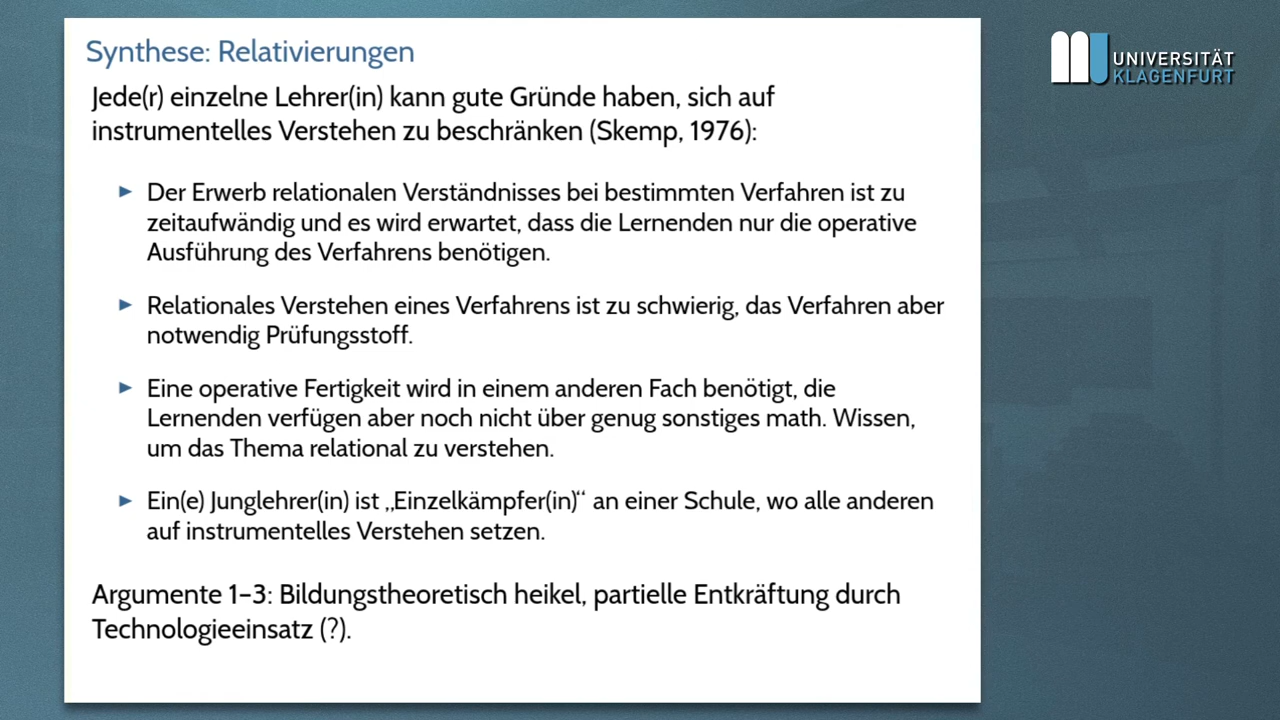 Synthese: Relativierungen
Jede(r) einzelne Lehrer(in) kann gute Gründe haben, sich auf
instrumentelles Verstehen zu beschränken (Skemp, 1976):
► Der Erwerb relationalen Verständnisses bei bestimmten Verfahren ist zu
zeitaufwändig und es wird erwartet, dass die Lernenden nur die operative
Ausführung des Verfahrens benötigen.
► Relationales Verstehen eines Verfahrens ist zu schwierig, das Verfahren aber
notwendig Prüfungsstoff.
► Eine operative Fertigkeit wird in einem anderen Fach benötigt, die
Lernenden verfügen aber noch nicht über genug sonstiges math. Wissen,
um das Thema relational zu verstehen.
► Ein(e) Junglehrer(in) ist „Einzelkämpfer(in)“ an einer Schule, wo alle anderen
auf instrumentelles Verstehen setzen.
Argumente 1–3: Bildungstheoretisch heikel, partielle Entkräftung durch
Technologieeinsatz (?).
UNIVERSITÄT
KLAGENFURT